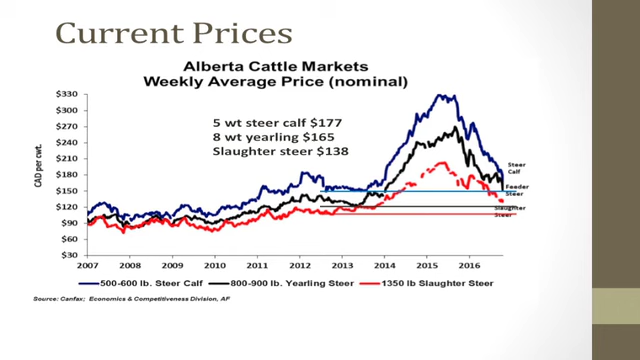 Current Prices
Alberta Cattle Markets
Weekly Average Price (nominal)
5 wt steer calf $177
8 wt yearling $165
Slaughter steer $138
CAD per cwt.
$330
$300
$270
$240
$210
$180
$150
$120
$90
$60
$30
Steer
Calf
Feeder
Steer
Slaughter
Steer
2007 2008 2009 2010 2011 2012 2013 2014 2015 2016
500-600 lb. Steer Calf 800-900 lb. Yearling Steer 1350 lb Slaughter Steer
Source: Canfax; Economics & Competitiveness Division, AF